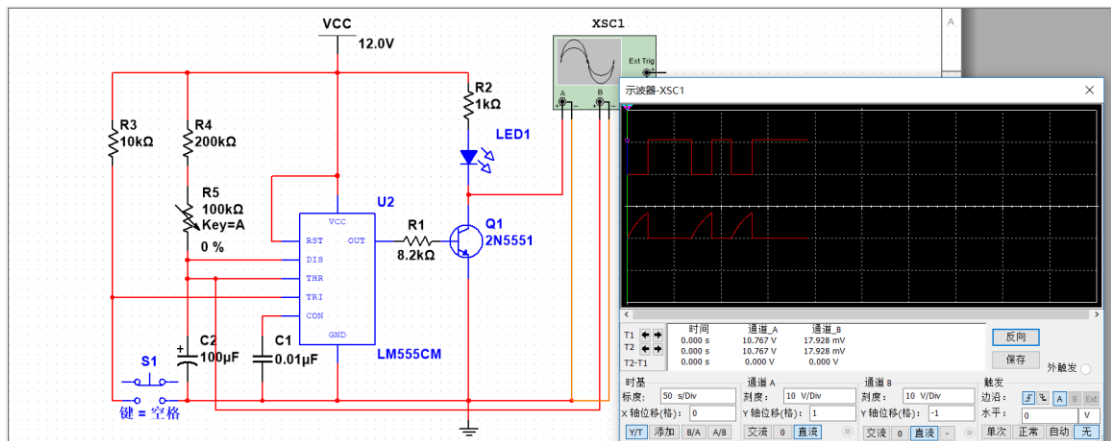 VCC
12.0V
XSC1
Ext Trig
A
B
R2
1kΩ
R3
10kΩ
R4
200kΩ
LED1
R5
100kΩ
Key=A
0 %
U2
VCC
RST
OUT
DIS
THR
TRI
CON
GND
R1
8.2kΩ
Q1
2N5551
S1
C2
100μF
C1
0.01μF
LM555CM
键 = 空格
A
示波器-XSC1
时间 通道_A 通道_B
T1 0.000 s 10.767 V 17.928 mV
T2 0.000 s 10.767 V 17.928 mV
T2-T1 0.000 s 0.000 V 0.000 V
反向
保存
外触发
时基 通道 A 通道 B 触发
标度: 50 s/Div 刻度: 10 V/Div 刻度: 10 V/Div 边沿: A B Ext
X 轴位移(格): 0 Y 轴位移(格): 1 Y 轴位移(格): -1 水平: 0 V
Y/T 添加 B/A A/B 交流 0 直流 交流 0 直流 - 单次 正常 自动 无